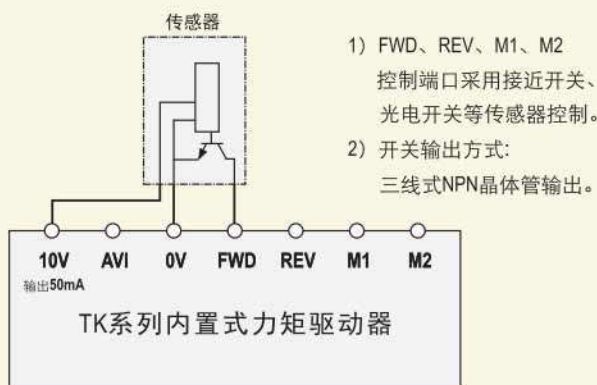 传感器
1) FWD、REV、M1、M2
控制端口采用接近开关、
光电开关等传感器控制。
2) 开关输出方式:
三线式NPN晶体管输出。
10V AVI 0V FWD REV M1 M2
输出50mA
TK系列内置式力矩驱动器